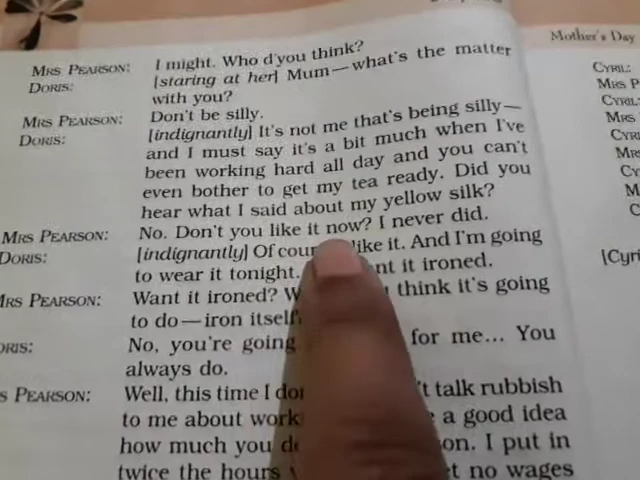 Mother's Day
MRS PEARSON: I might. Who d'you think?
DORIS: [staring at her] Mum—what's the matter
with you?
MRS PEARSON: Don't be silly.
DORIS: [indignantly] It's not me that's being silly—
and I must say it's a bit much when I've
been working hard all day and you can't
even bother to get my tea ready. Did you
hear what I said about my yellow silk?
MRS PEARSON: No. Don't you like it now? I never did.
DORIS: [indignantly] Of cour like it. And I'm going
to wear it tonight. nt it ironed.
MRS PEARSON: Want it ironed? W think it's going
to do—iron itself
ORIS: No, you're going for me... You
always do.
S PEARSON: Well, this time I do 't talk rubbish
to me about work a good idea
how much you d on. I put in
twice the hours t no wages
CYRIL:
MRS P
CYRIL:
MRS
CYR
MR
CY
M
C
[Cyri